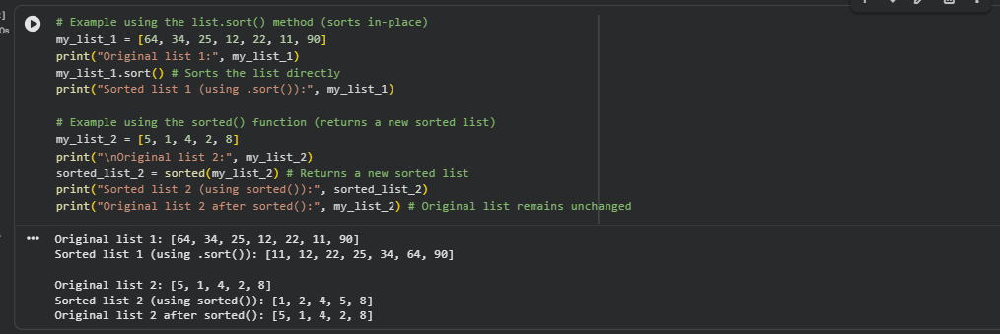 ]
0s
# Example using the list.sort() method (sorts in-place)
my_list_1 = [64, 34, 25, 12, 22, 11, 90]
print("Original list 1:", my_list_1)
my_list_1.sort() # Sorts the list directly
print("Sorted list 1 (using .sort()):", my_list_1)

# Example using the sorted() function (returns a new sorted list)
my_list_2 = [5, 1, 4, 2, 8]
print("\nOriginal list 2:", my_list_2)
sorted_list_2 = sorted(my_list_2) # Returns a new sorted list
print("Sorted list 2 (using sorted()):", sorted_list_2)
print("Original list 2 after sorted():", my_list_2) # Original list remains unchanged

Original list 1: [64, 34, 25, 12, 22, 11, 90]
Sorted list 1 (using .sort()): [11, 12, 22, 25, 34, 64, 90]

Original list 2: [5, 1, 4, 2, 8]
Sorted list 2 (using sorted()): [1, 2, 4, 5, 8]
Original list 2 after sorted(): [5, 1, 4, 2, 8]